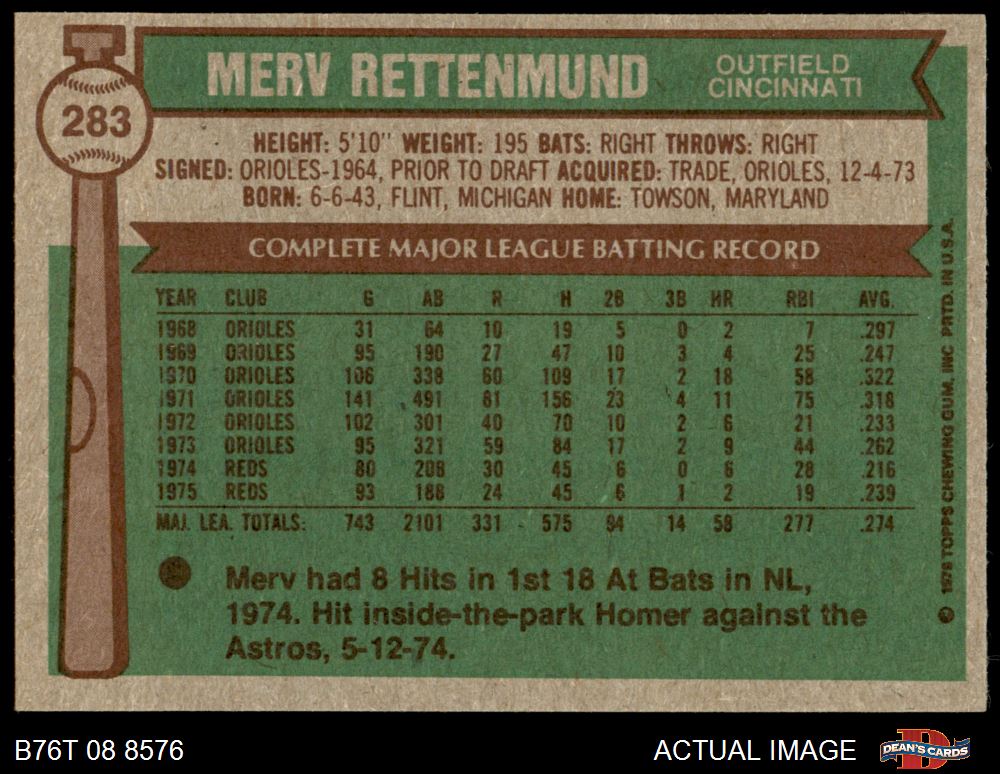 283
MERV RETTENMUND
OUTFIELD
CINCINNATI
HEIGHT: 5'10" WEIGHT: 195 BATS: RIGHT THROWS: RIGHT
SIGNED: ORIOLES-1964, PRIOR TO DRAFT ACQUIRED: TRADE, ORIOLES, 12-4-73
BORN: 6-6-43, FLINT, MICHIGAN HOME: TOWSON, MARYLAND
COMPLETE MAJOR LEAGUE BATTING RECORD
YEAR CLUB G AB R H 2B 3B HR RBI AVG.
1968 ORIOLES 31 64 10 19 5 0 2 7 .297
1969 ORIOLES 95 190 27 47 10 3 4 25 .247
1970 ORIOLES 106 338 60 109 17 2 18 58 .322
1971 ORIOLES 141 491 81 156 23 4 11 75 .318
1972 ORIOLES 102 301 40 70 10 2 6 21 .233
1973 ORIOLES 95 321 59 84 17 2 9 44 .262
1974 REDS 80 208 30 45 6 0 6 28 .216
1975 REDS 93 188 24 45 6 1 2 19 .239
MAJ. LEA. TOTALS: 743 2101 331 575 94 14 58 277 .274
Merv had 8 Hits in 1st 18 At Bats in NL,
1974. Hit inside-the-park Homer against the
Astros, 5-12-74.
© 1976 TOPPS CHEWING GUM, INC PRTD. IN U.S.A.
B76T 08 8576
ACTUAL IMAGE
DEAN'S CARDS